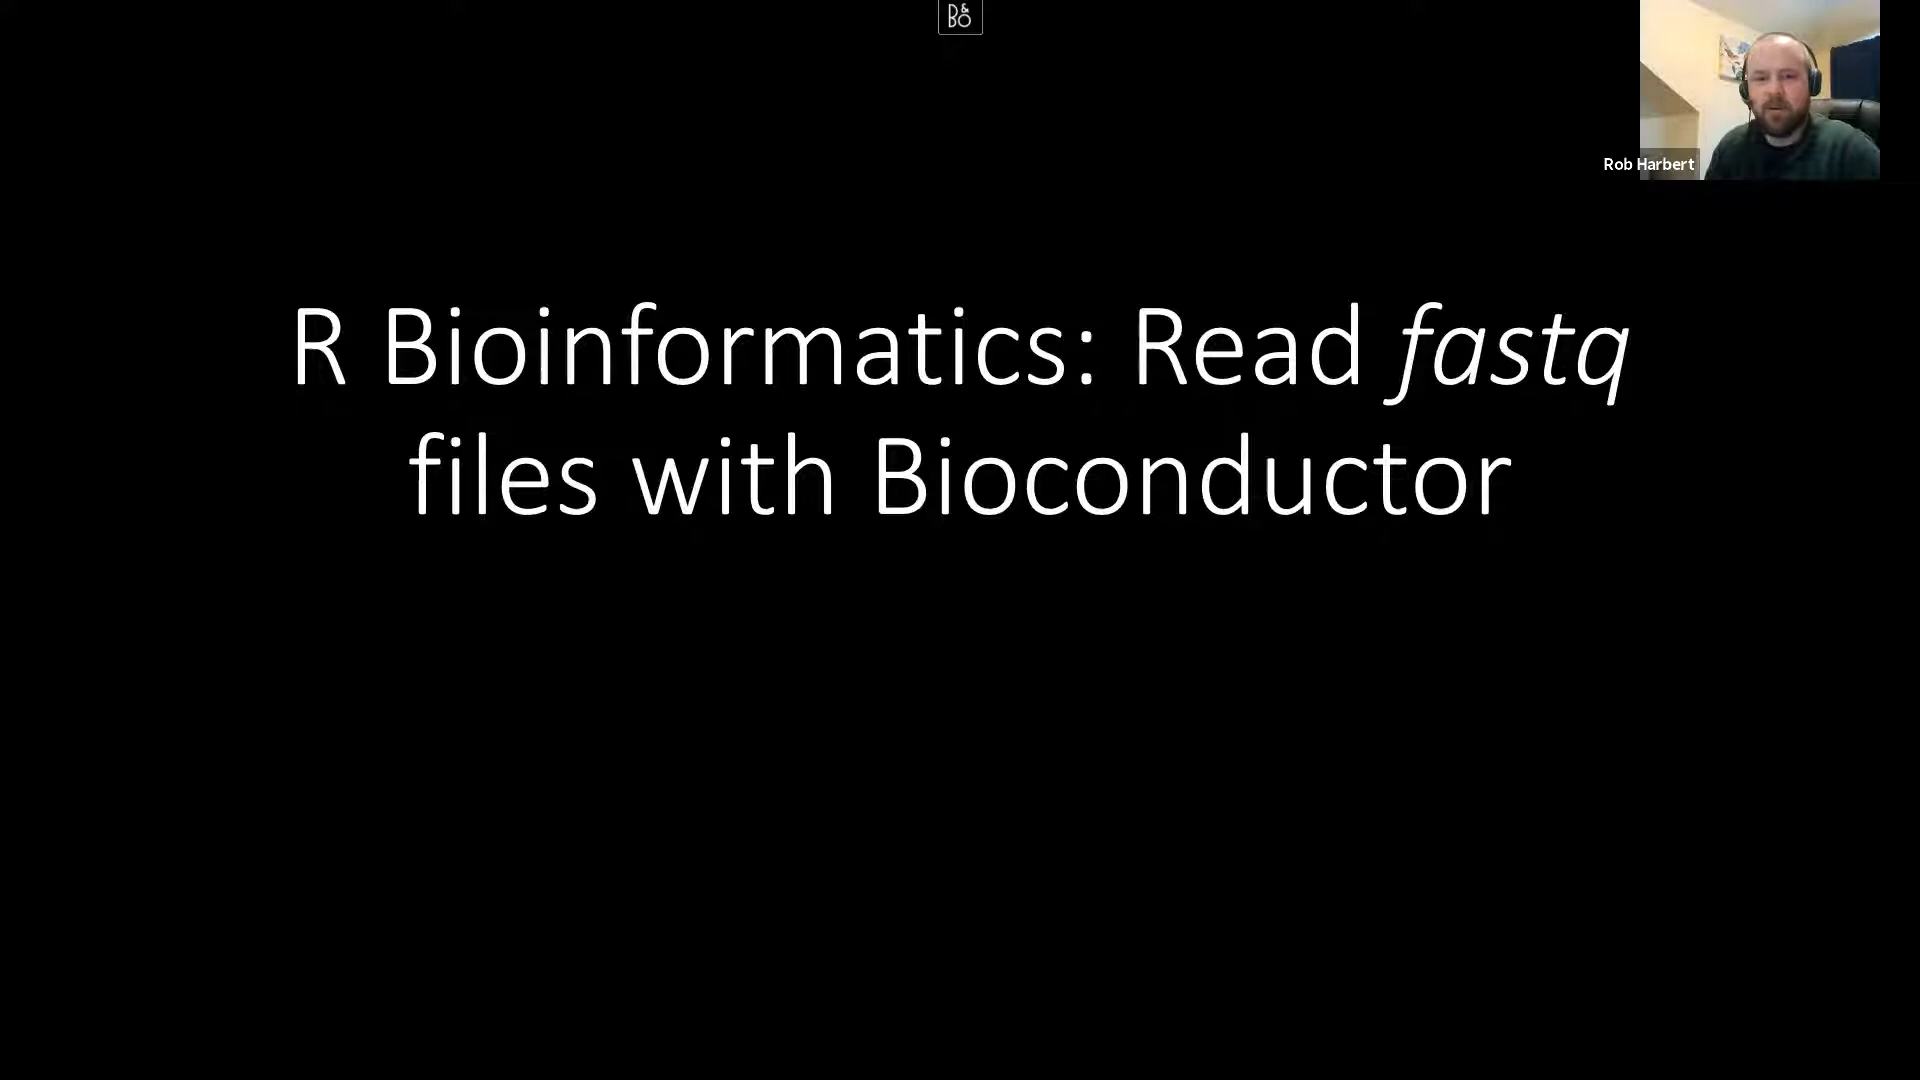 B&O
Rob Harbert
R Bioinformatics: Read fastq
files with Bioconductor